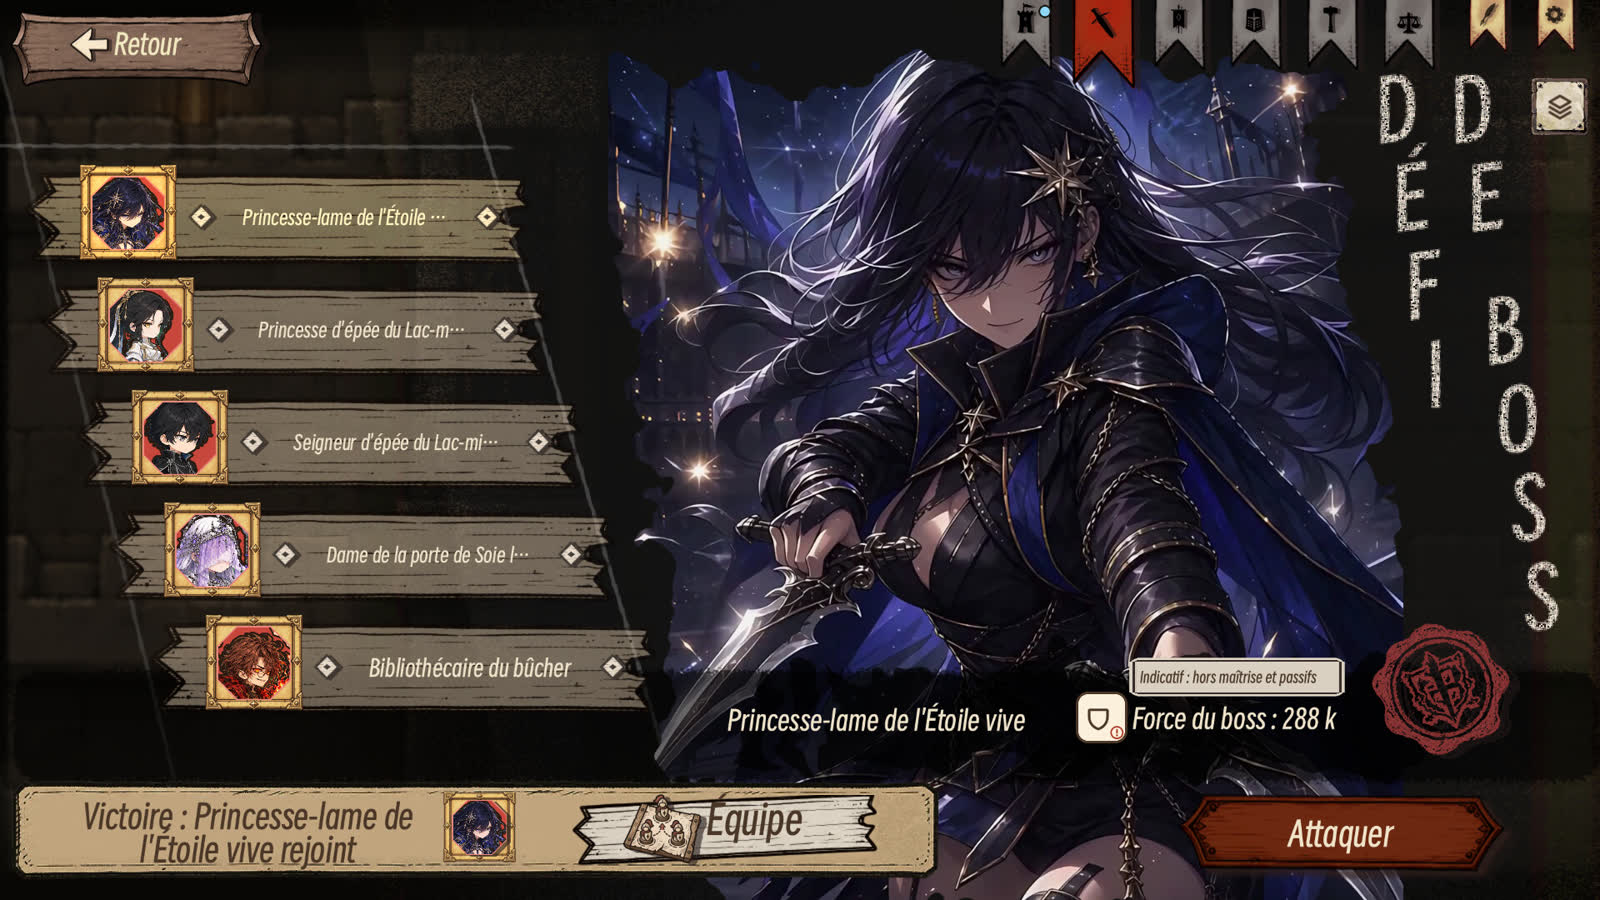 Retour
DÉFI
DE BOSS
Princesse-lame de l'Étoile ···
Princesse d'épée du Lac-m···
Seigneur d'épée du Lac-mi···
Dame de la porte de Soie l···
Bibliothécaire du bûcher
Indicatif : hors maîtrise et passifs
Princesse-lame de l'Étoile vive
Force du boss : 288 k
Victoire : Princesse-lame de
l'Étoile vive rejoint
Équipe
Attaquer